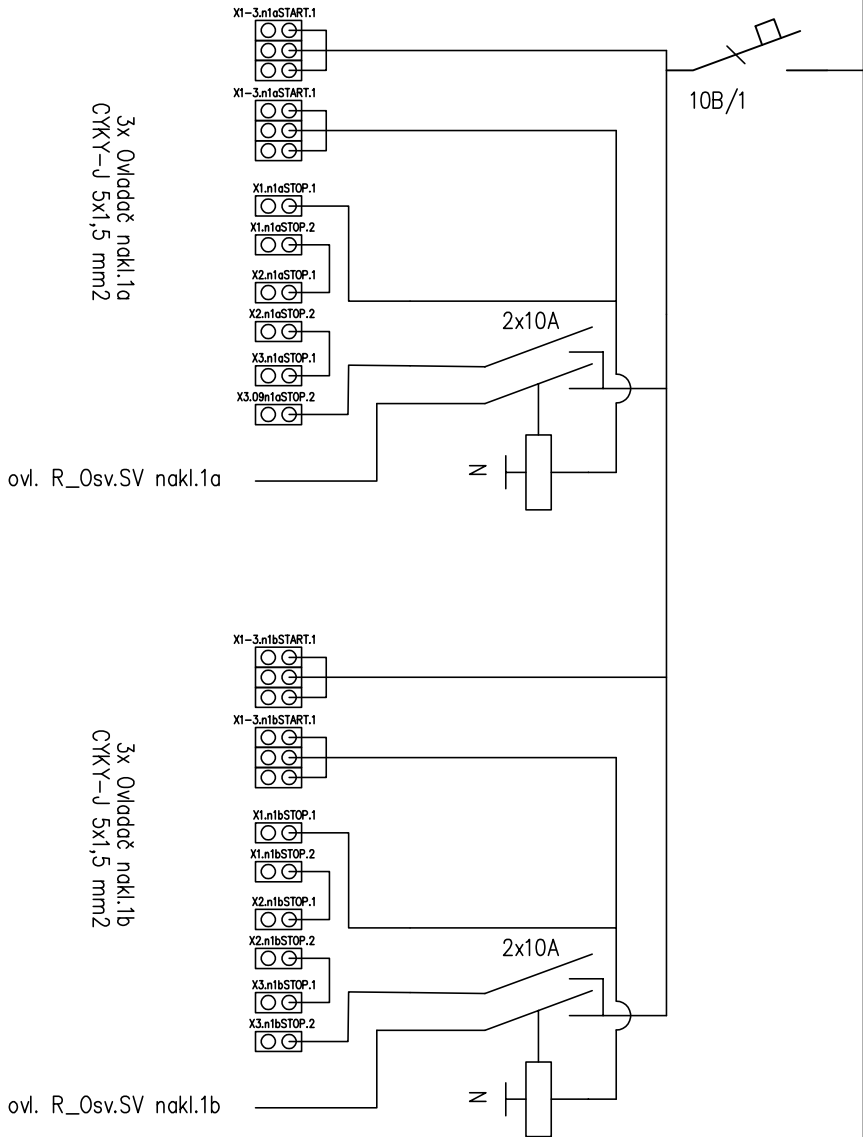 X1-3.n1aSTART.1
10B/1
X1-3.n1aSTART.1
3x Ovladač nakl.1a
CYKY-J 5x1,5 mm2
X1.n1aSTOP.1
X1.n1aSTOP.2
X2.n1aSTOP.1
X2.n1aSTOP.2
2x10A
X3.n1aSTOP.1
X3.09n1aSTOP.2
ovl. R_Osv.SV nakl.1a
N
X1-3.n1bSTART.1
X1-3.n1bSTART.1
3x Ovladač nakl.1b
CYKY-J 5x1,5 mm2
X1.n1bSTOP.1
X1.n1bSTOP.2
X2.n1bSTOP.1
X2.n1bSTOP.2
2x10A
X3.n1bSTOP.1
X3.n1bSTOP.2
ovl. R_Osv.SV nakl.1b
N